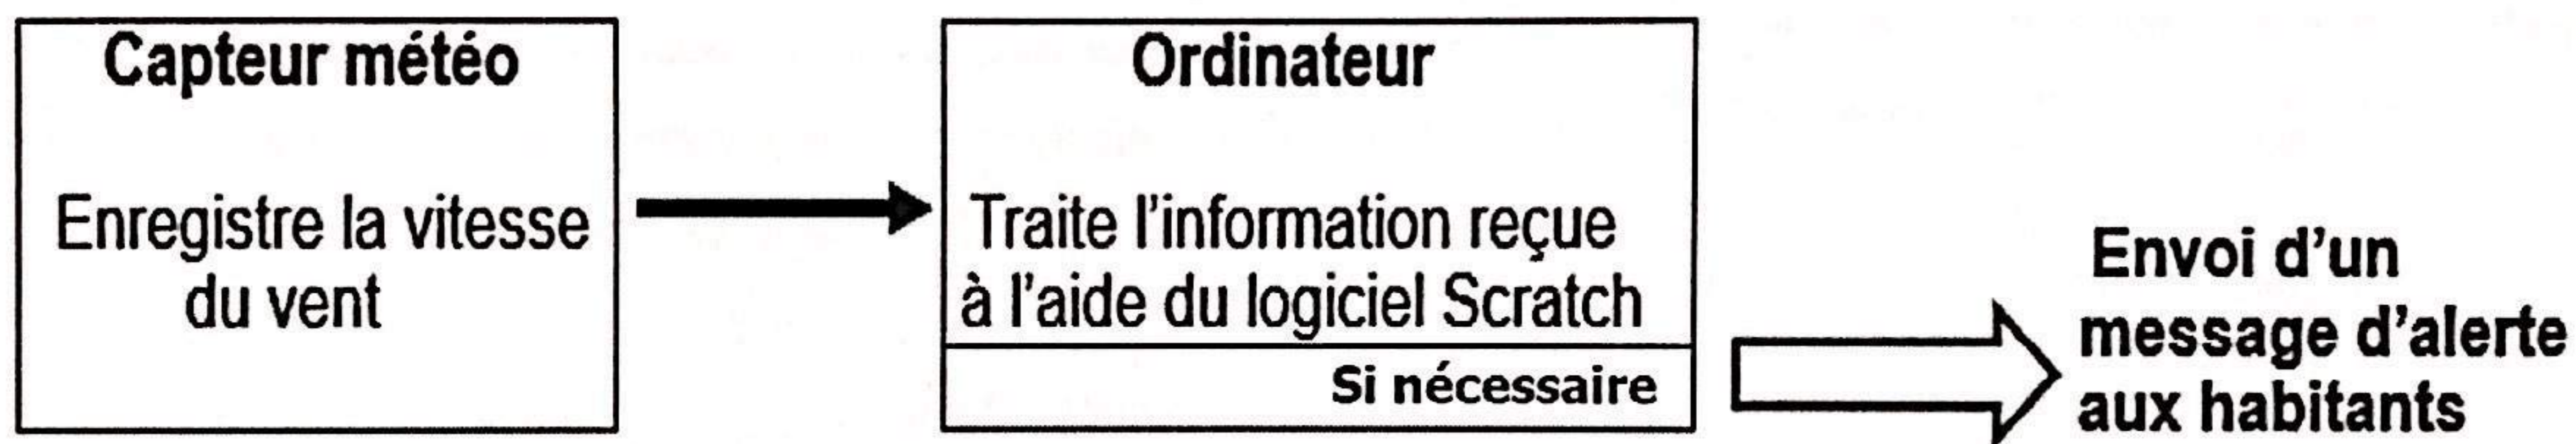 Capteur météo
Enregistre la vitesse
du vent
Ordinateur
Traite l'information reçue
à l'aide du logiciel Scratch
Si nécessaire
Envoi d'un
message d'alerte
aux habitants